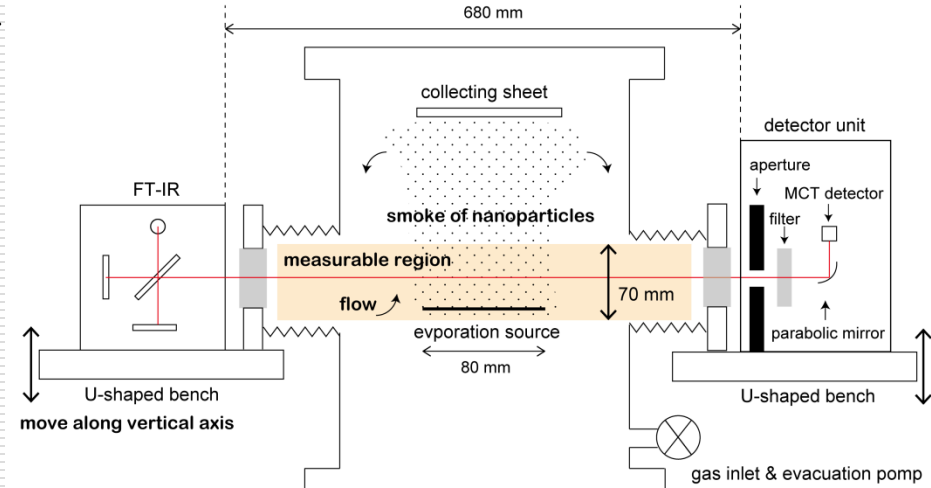 680 mm
collecting sheet
detector unit
aperture
MCT detector
FT-IR
filter
smoke of nanoparticles
measurable region
flow
70 mm
evporation source
parabolic mirror
80 mm
U-shaped bench
U-shaped bench
move along vertical axis
gas inlet & evacuation pomp